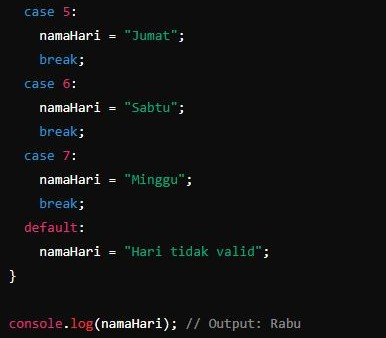 case 5:
namaHari = "Jumat";
break;
case 6:
namaHari = "Sabtu";
break;
case 7:
namaHari = "Minggu";
break;
default:
namaHari = "Hari tidak valid";
}
console.log(namaHari); // Output: Rabu